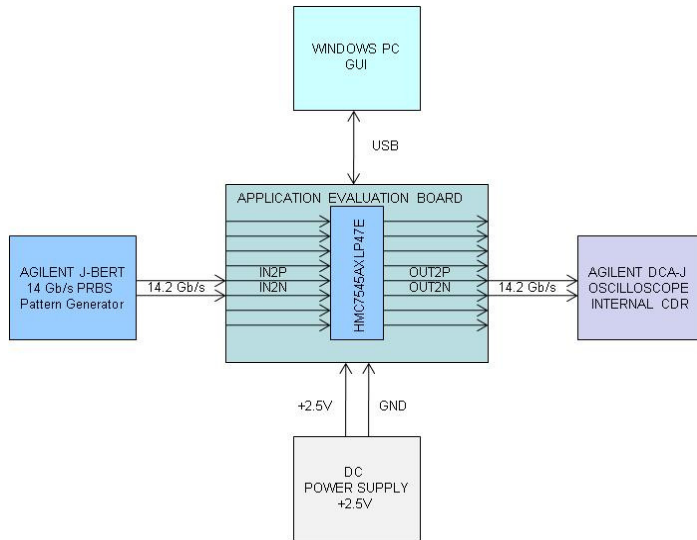 WINDOWS PC
GUI
USB
APPLICATION EVALUATION BOARD
HMC7545AXLP47E
AGILENT J-BERT
14 Gb/s PRBS
Pattern Generator
14.2 Gb/s
IN2P
IN2N
OUT2P
OUT2N
14.2 Gb/s
AGILENT DCA-J
OSCILLOSCOPE
INTERNAL CDR
+2.5V
GND
DC
POWER SUPPLY
+2.5V